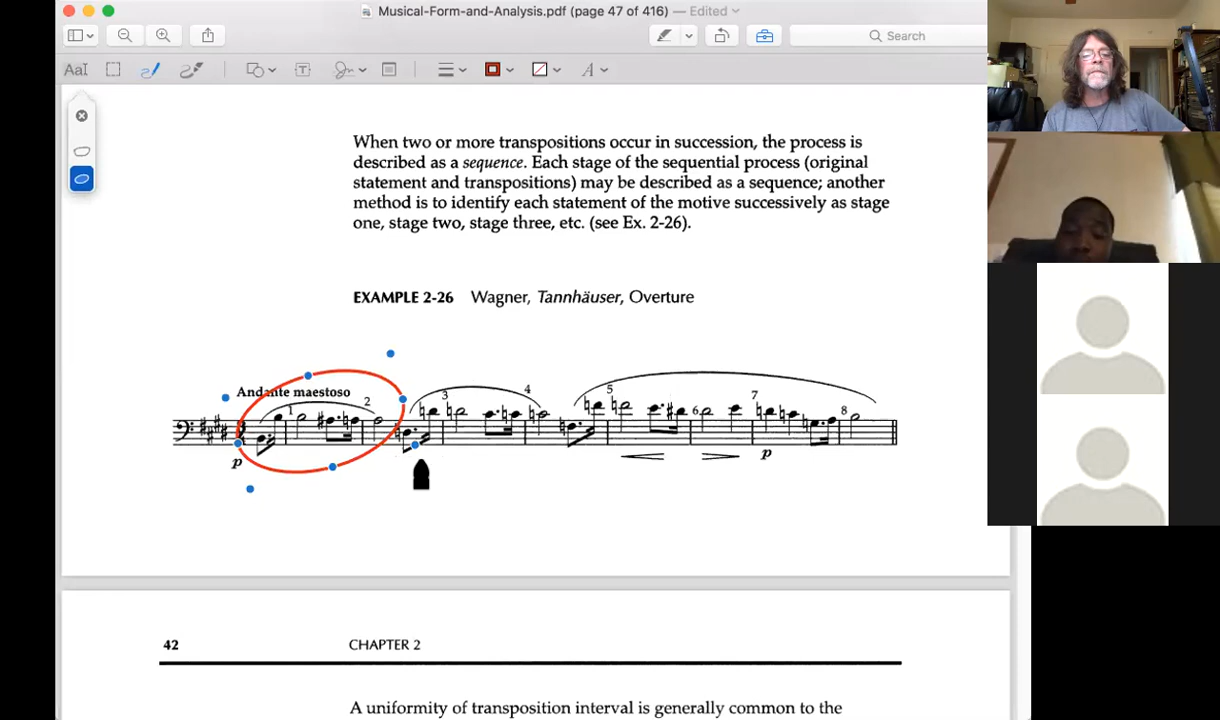 Musical-Form-and-Analysis.pdf (page 47 of 416) — Edited
Search
AaI
T
A
When two or more transpositions occur in succession, the process is
described as a sequence. Each stage of the sequential process (original
statement and transpositions) may be described as a sequence; another
method is to identify each statement of the motive successively as stage
one, stage two, stage three, etc. (see Ex. 2-26).
EXAMPLE 2-26 Wagner, Tannhäuser, Overture
Andante maestoso
1 2 3 4 5 6 7 8
p p
42 CHAPTER 2
A uniformity of transposition interval is generally common to the